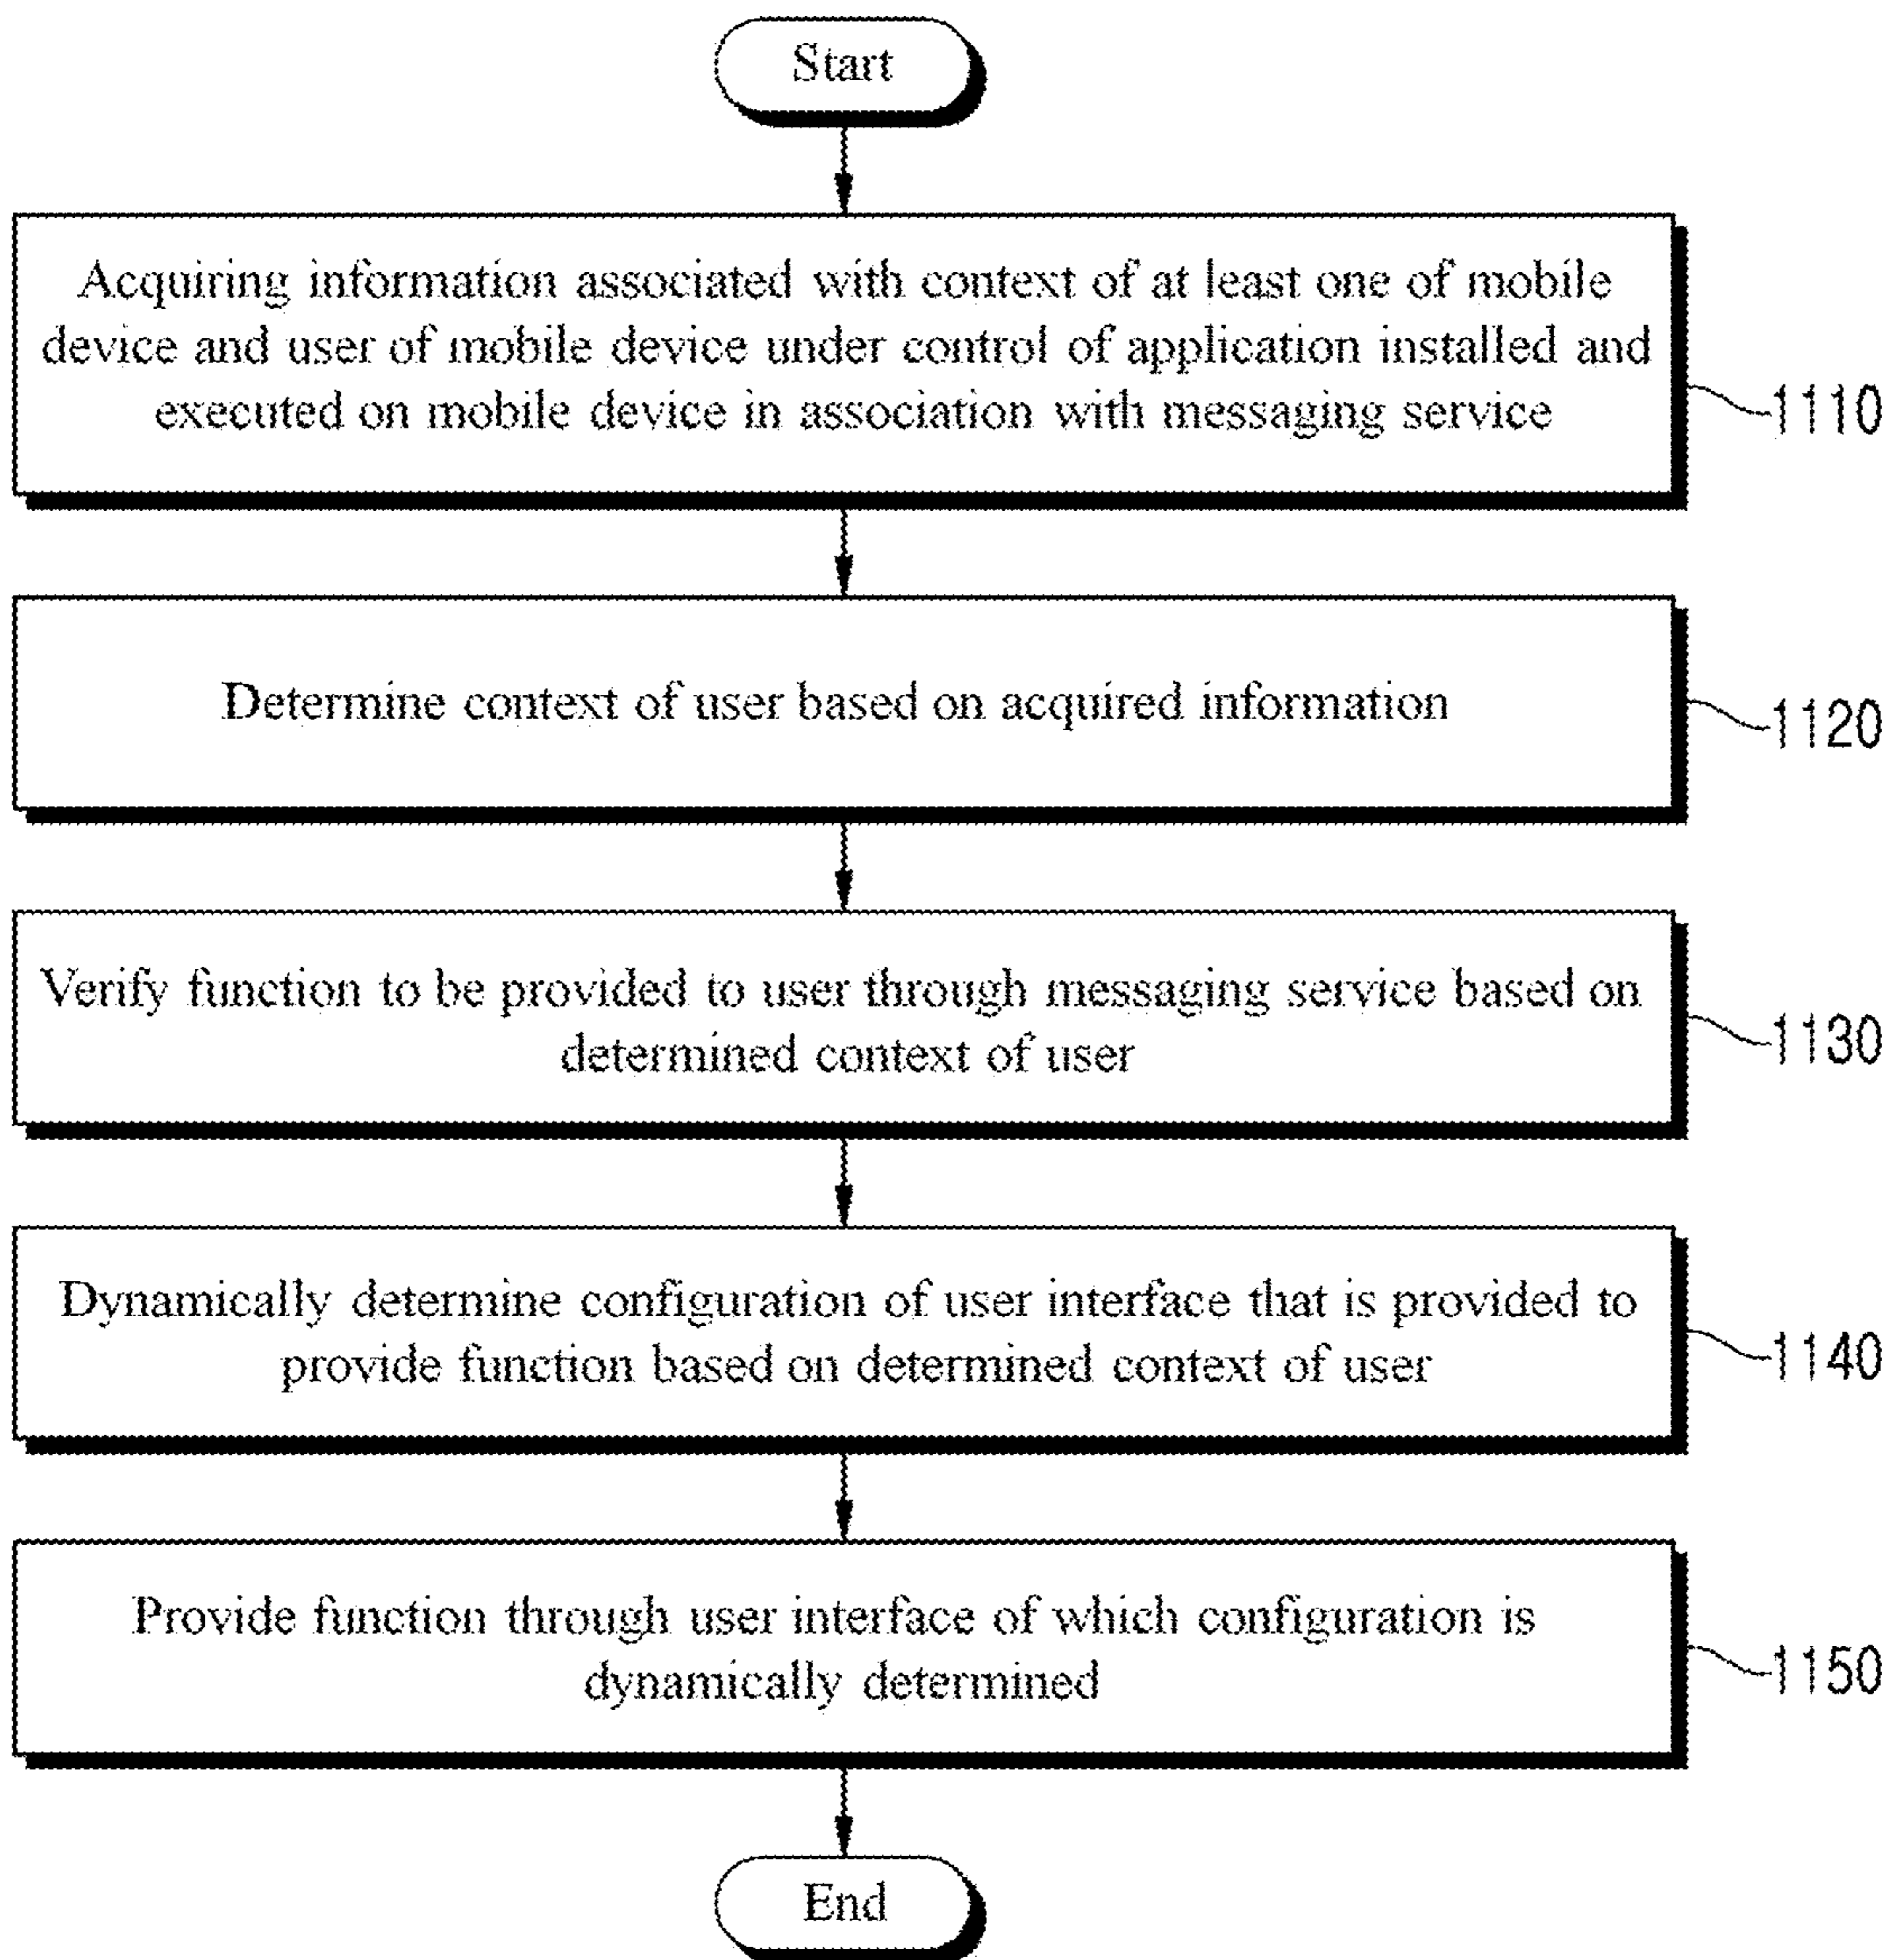 Start
Acquiring information associated with context of at least one of mobile
device and user of mobile device under control of application installed and
executed on mobile device in association with messaging service
1110
Determine context of user based on acquired information
1120
Verify function to be provided to user through messaging service based on
determined context of user
1130
Dynamically determine configuration of user interface that is provided to
provide function based on determined context of user
1140
Provide function through user interface of which configuration is
dynamically determined
1150
End